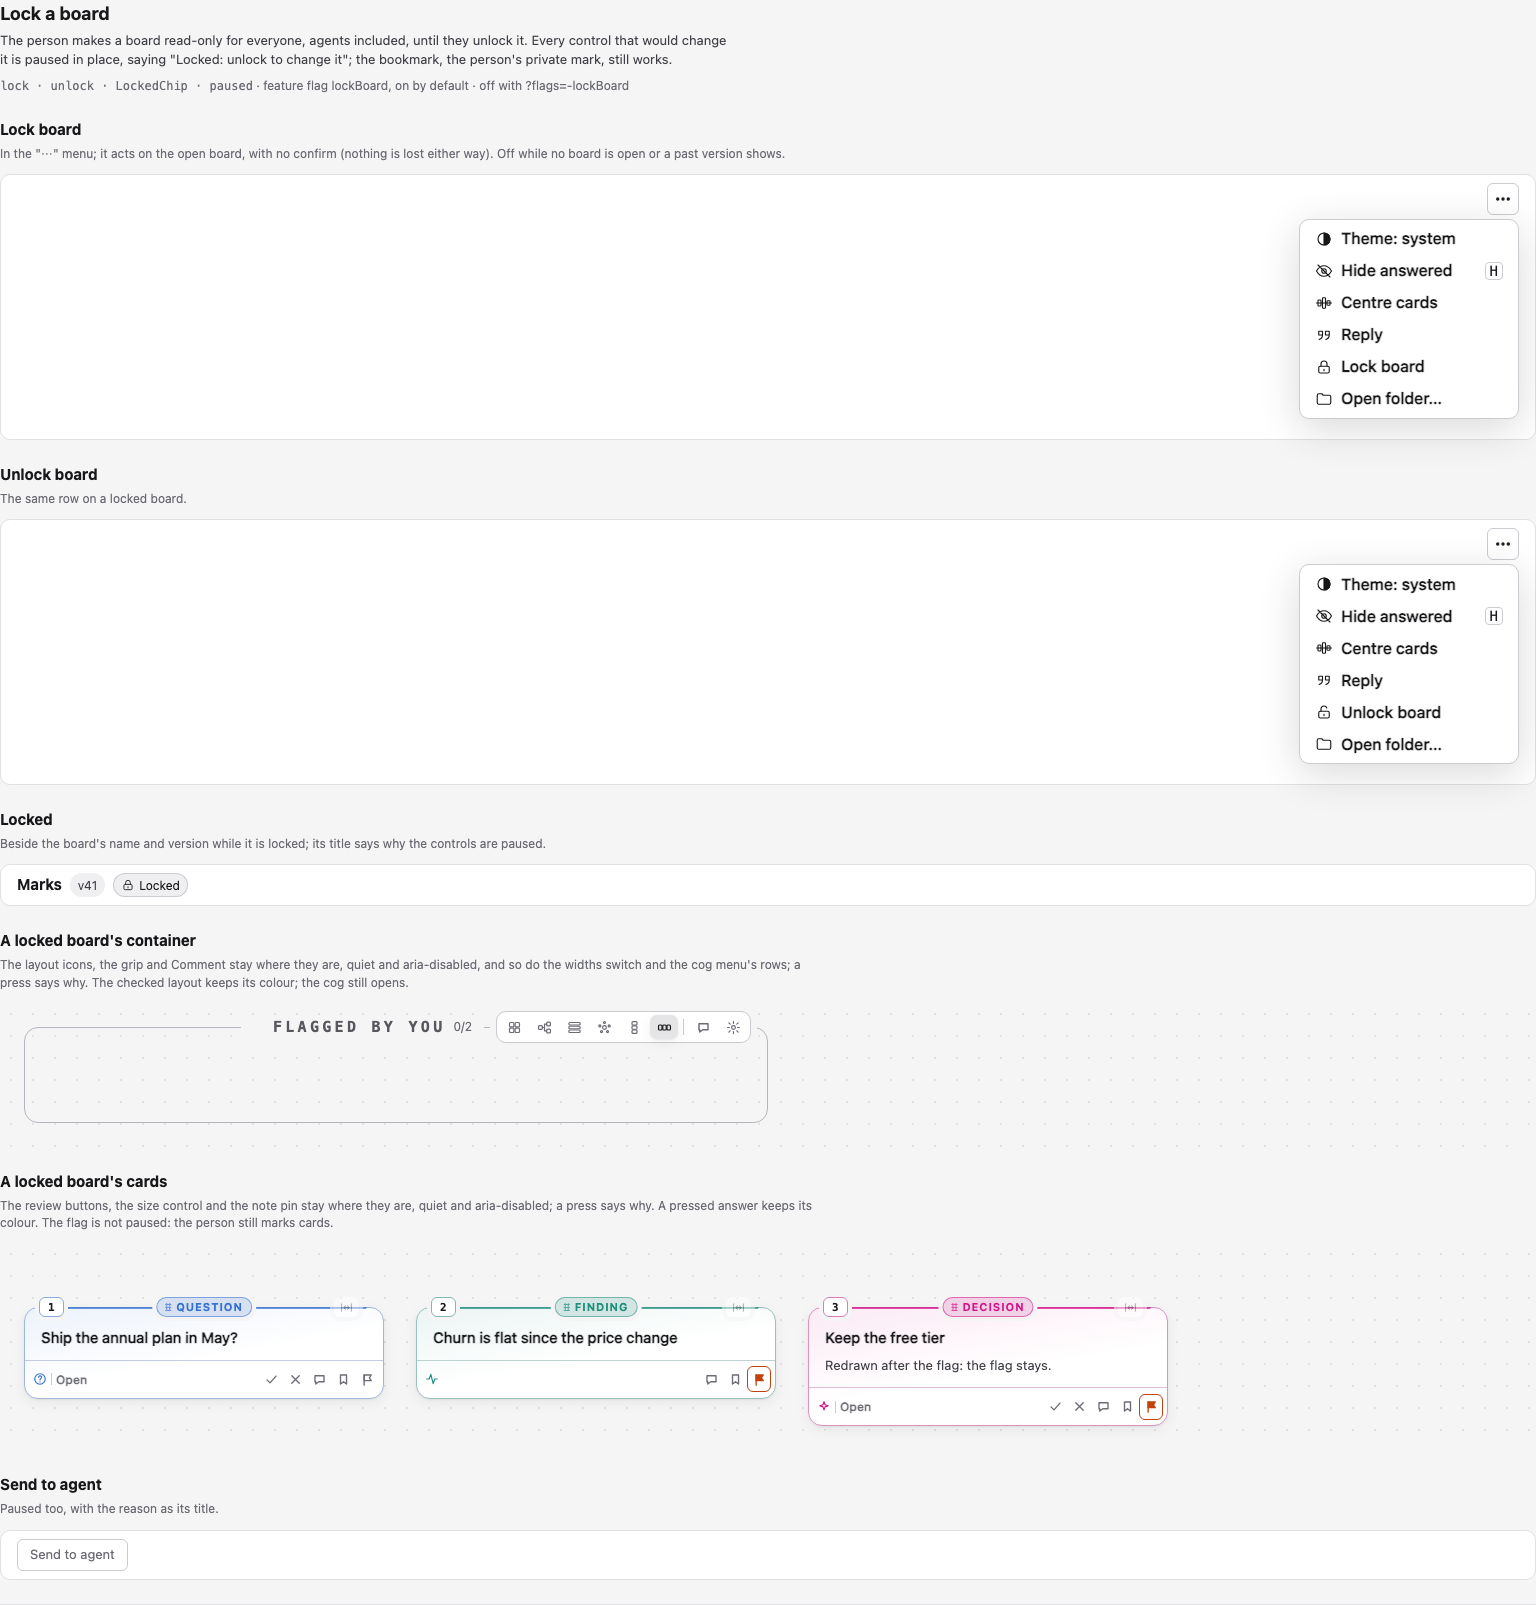 Lock a board
The person makes a board read-only for everyone, agents included, until they unlock it. Every control that would change
it is paused in place, saying "Locked: unlock to change it"; the bookmark, the person's private mark, still works.
lock · unlock · LockedChip · paused · feature flag lockBoard, on by default · off with ?flags=-lockBoard
Lock board
In the "···" menu; it acts on the open board, with no confirm (nothing is lost either way). Off while no board is open or a past version shows.
Theme: system
Hide answered H
Centre cards
Reply
Lock board
Open folder...
Unlock board
The same row on a locked board.
Theme: system
Hide answered H
Centre cards
Reply
Unlock board
Open folder...
Locked
Beside the board's name and version while it is locked; its title says why the controls are paused.
Marks v41 Locked
A locked board's container
The layout icons, the grip and Comment stay where they are, quiet and aria-disabled, and so do the widths switch and the cog menu's rows; a
press says why. The checked layout keeps its colour; the cog still opens.
FLAGGED BY YOU 0/2
A locked board's cards
The review buttons, the size control and the note pin stay where they are, quiet and aria-disabled; a press says why. A pressed answer keeps its
colour. The flag is not paused: the person still marks cards.
1 QUESTION
Ship the annual plan in May?
Open
2 FINDING
Churn is flat since the price change
3 DECISION
Keep the free tier
Redrawn after the flag: the flag stays.
Open
Send to agent
Paused too, with the reason as its title.
Send to agent